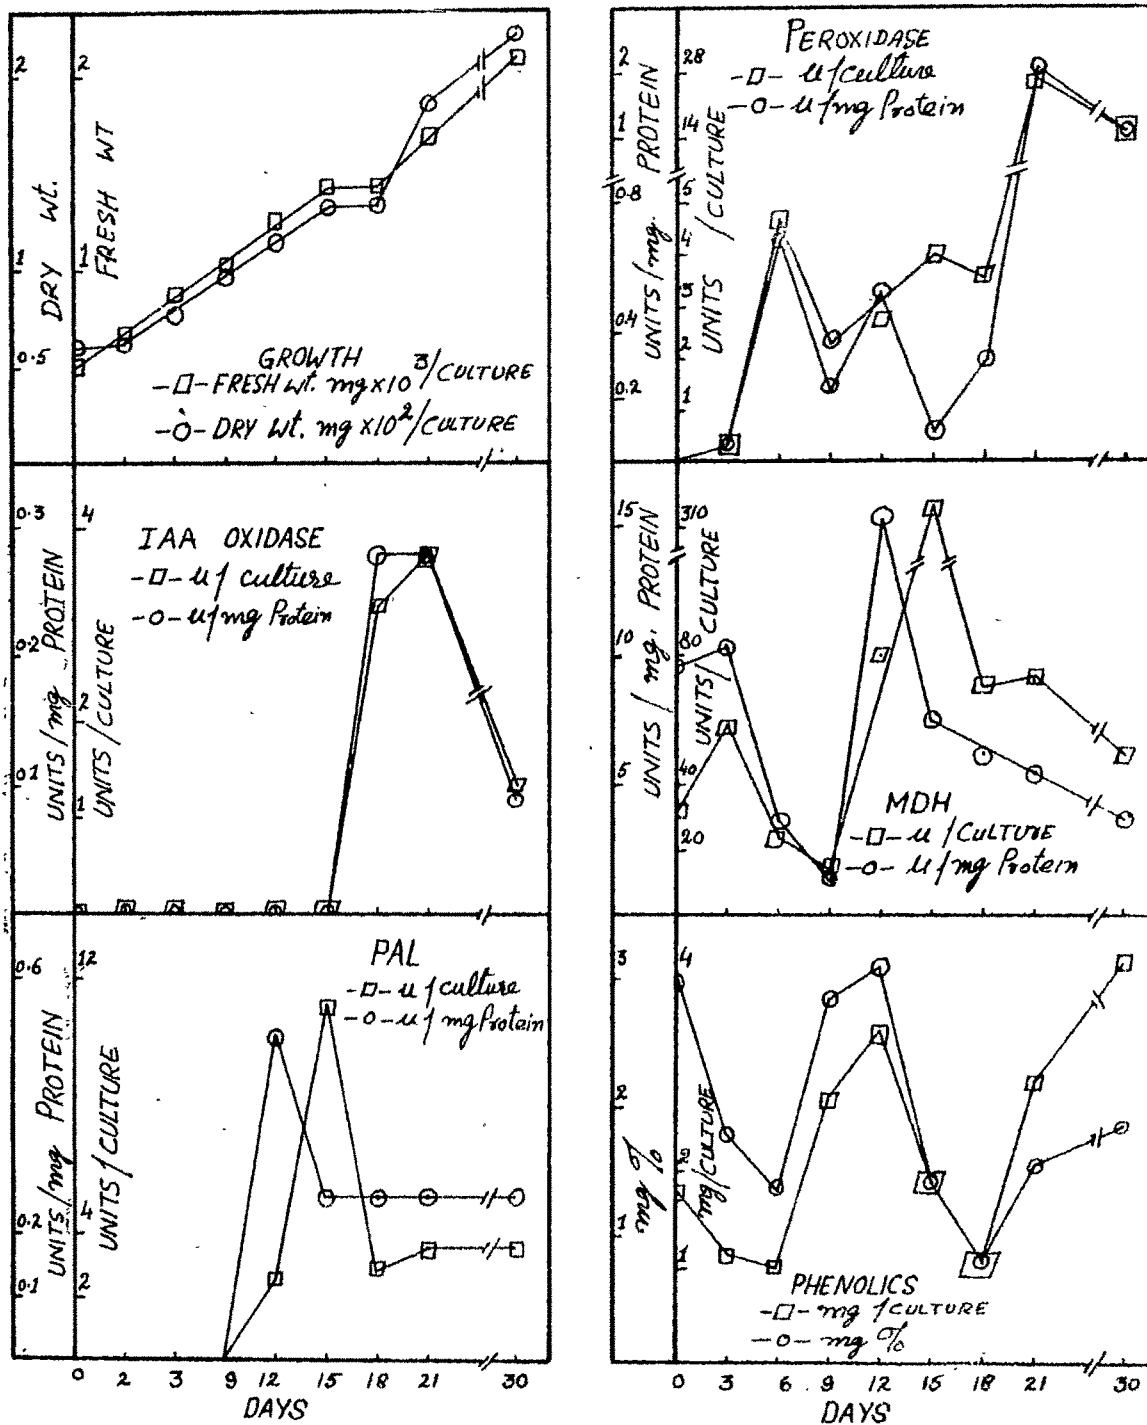 2
2
1
1
0.5
DRY Wt.
FRESH WT
GROWTH
-□- FRESH Wt. mg x10³/CULTURE
-○- DRY Wt. mg x10²/CULTURE
PEROXIDASE
-□- u/culture
-○- u/mg Protein
2
28
1
14
0.8
5
4
3
0.4
2
0.2
1
UNITS/mg. PROTEIN
UNITS /CULTURE
0.3
4
0.2
2
0.1
1
UNITS/mg PROTEIN
UNITS/CULTURE
IAA OXIDASE
-□- u/culture
-○- u/mg Protein
15
310
10
80
5
40
20
UNITS/mg. PROTEIN
UNITS/CULTURE
MDH
-□- u/CULTURE
-○- u/mg Protein
0.6
12
0.2
4
0.1
2
UNITS/mg PROTEIN
UNITS/CULTURE
PAL
-□- u/culture
-○- u/mg Protein
0 2 3 9 12 15 18 21 30
DAYS
3
4
2
2
1
1
mg %
mg/CULTURE
PHENOLICS
-□- mg/CULTURE
-○- mg %
0 3 6 9 12 15 18 21 30
DAYS